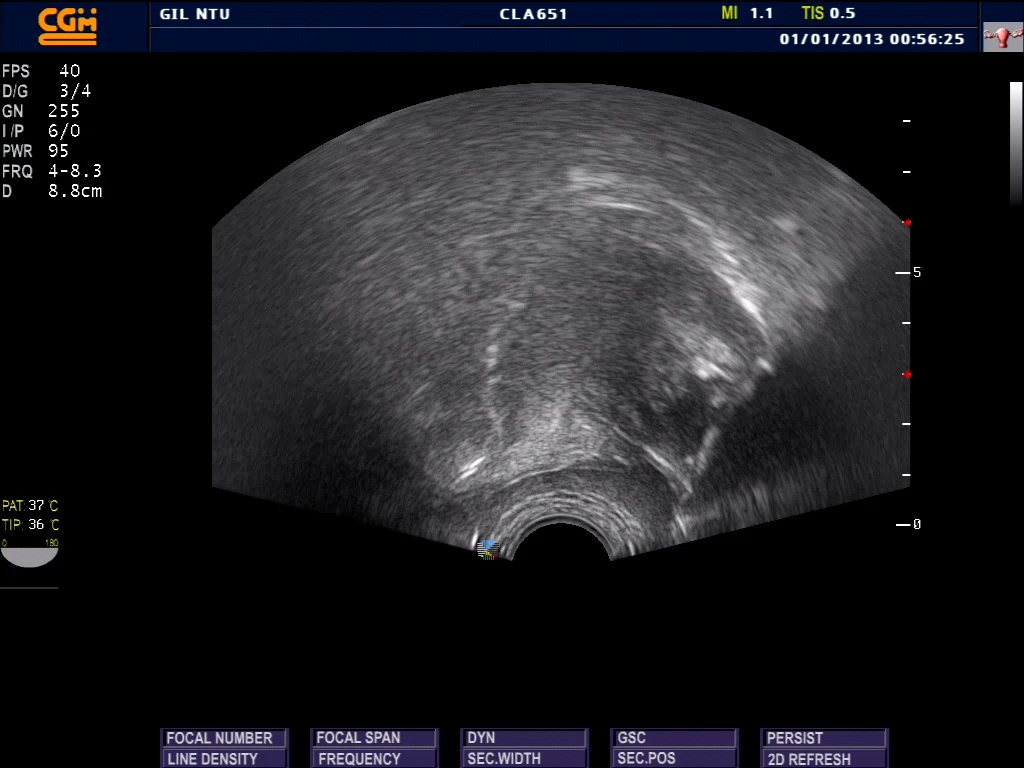 CGM
GIL NTU CLA651 MI 1.1 TIS 0.5
01/01/2013 00:56:25
FPS 40
D/G 3/4
GN 255
I/P 6/0
PWR 95
FRQ 4-8.3
D 8.8cm
5
PAT: 37 °C
TIP: 36 °C
0 180
0
FOCAL NUMBER FOCAL SPAN DYN GSC PERSIST
LINE DENSITY FREQUENCY SEC.WIDTH SEC.POS 2D REFRESH